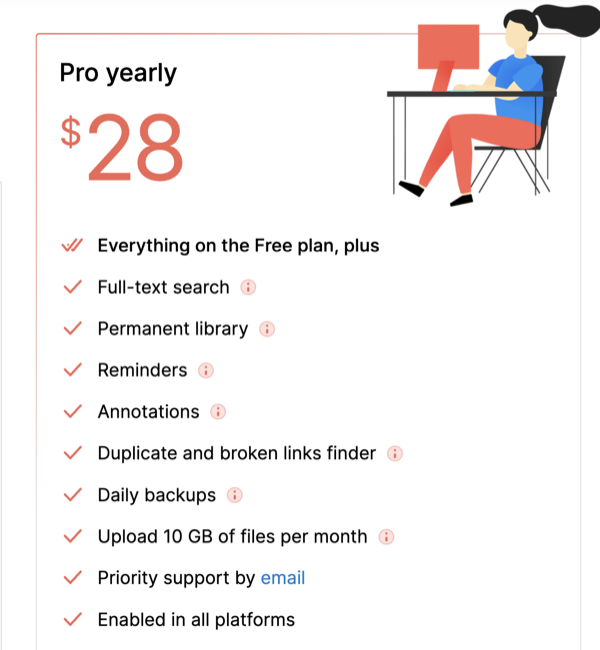 Pro yearly
$28
Everything on the Free plan, plus
Full-text search
Permanent library
Reminders
Annotations
Duplicate and broken links finder
Daily backups
Upload 10 GB of files per month
Priority support by email
Enabled in all platforms